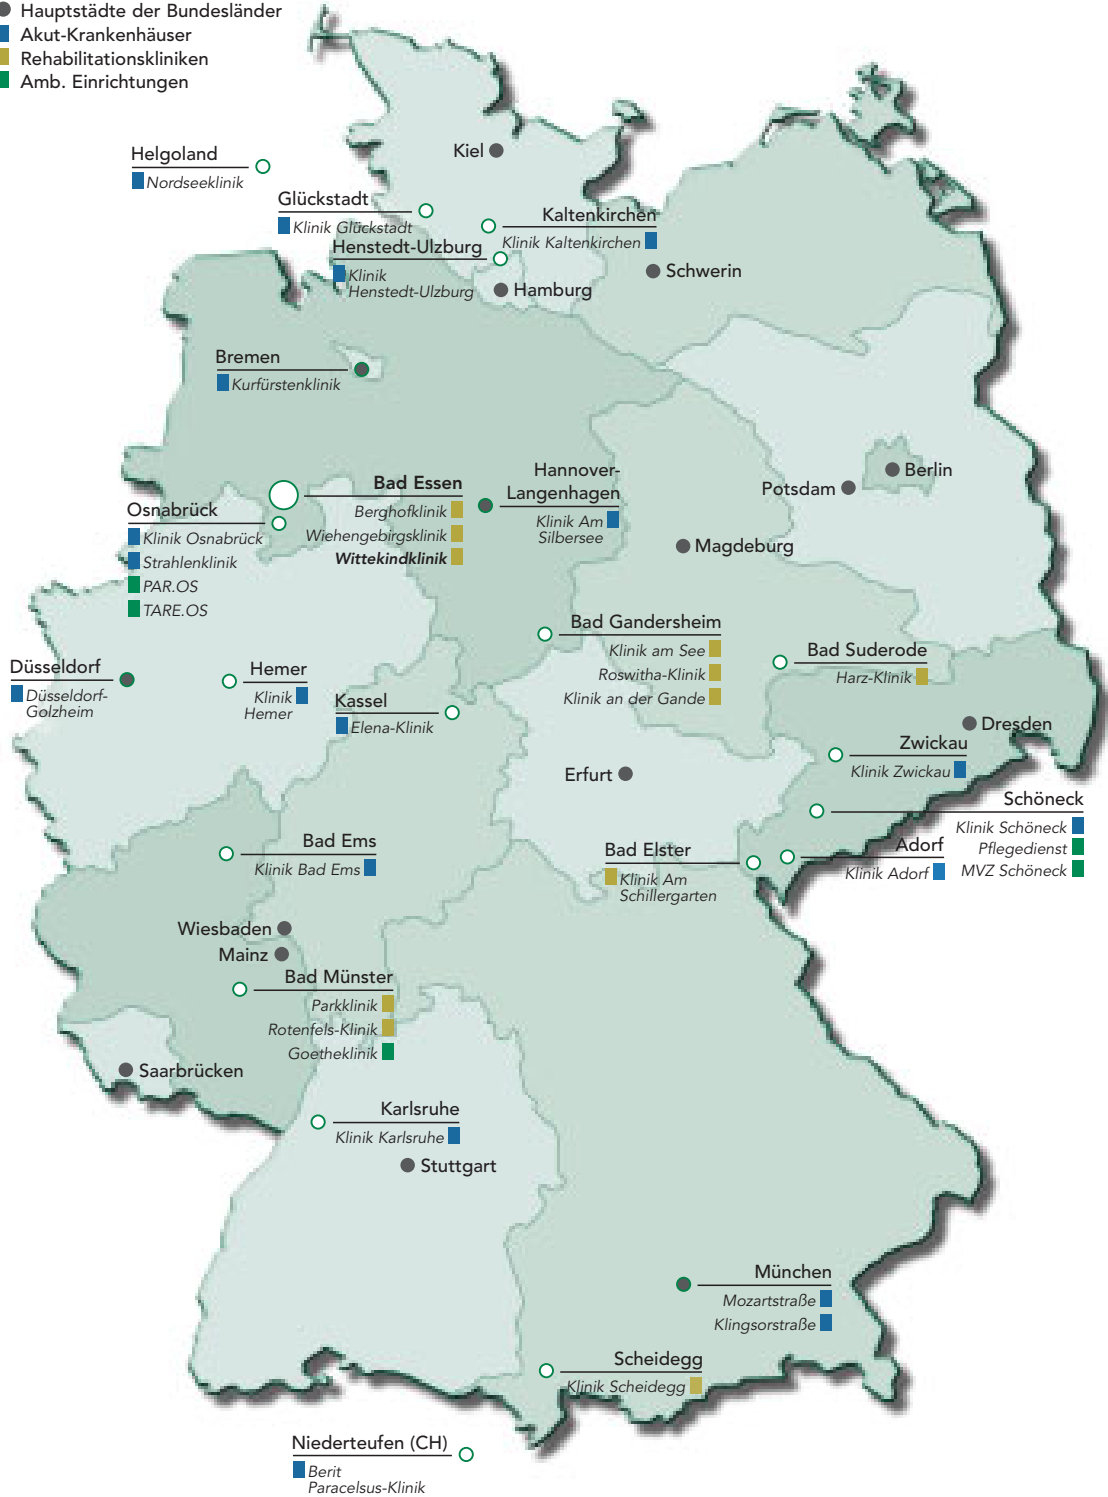 Hauptstädte der Bundesländer
Akut-Krankenhäuser
Rehabilitationskliniken
Amb. Einrichtungen
Kiel
Helgoland
Nordseeklinik
Glückstadt
Klinik Glückstadt
Kaltenkirchen
Klinik Kaltenkirchen
Henstedt-Ulzburg
Klinik
Henstedt-Ulzburg
Schwerin
Hamburg
Bremen
Kurfürstenklinik
Berlin
Potsdam
Bad Essen
Berghofklinik
Wiehengebirgsklinik
Wittekindklinik
Hannover-
Langenhagen
Klinik Am
Silbersee
Osnabrück
Klinik Osnabrück
Strahlenklinik
PAR.OS
TARE.OS
Magdeburg
Bad Gandersheim
Klinik am See
Roswitha-Klinik
Klinik an der Gande
Bad Suderode
Harz-Klinik
Düsseldorf
Düsseldorf-
Golzheim
Hemer
Klinik
Hemer
Kassel
Elena-Klinik
Dresden
Zwickau
Klinik Zwickau
Erfurt
Schöneck
Klinik Schöneck
Pflegedienst
MVZ Schöneck
Adorf
Klinik Adorf
Bad Elster
Klinik Am
Schillergarten
Bad Ems
Klinik Bad Ems
Wiesbaden
Mainz
Bad Münster
Parkklinik
Rotenfels-Klinik
Goetheklinik
Saarbrücken
Karlsruhe
Klinik Karlsruhe
Stuttgart
München
Mozartstraße
Klingsorstraße
Scheidegg
Klinik Scheidegg
Niederteufen (CH)
Berit
Paracelsus-Klinik